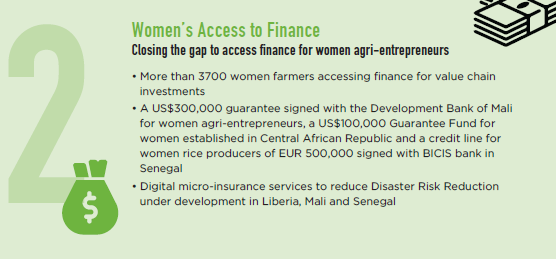 2
Women's Access to Finance
Closing the gap to access finance for women agri-entrepreneurs
• More than 3700 women farmers accessing finance for value chain
investments
• A US$300,000 guarantee signed with the Development Bank of Mali
for women agri-entrepreneurs, a US$100,000 Guarantee Fund for
women established in Central African Republic and a credit line for
women rice producers of EUR 500,000 signed with BICIS bank in
Senegal
• Digital micro-insurance services to reduce Disaster Risk Reduction
under development in Liberia, Mali and Senegal
$